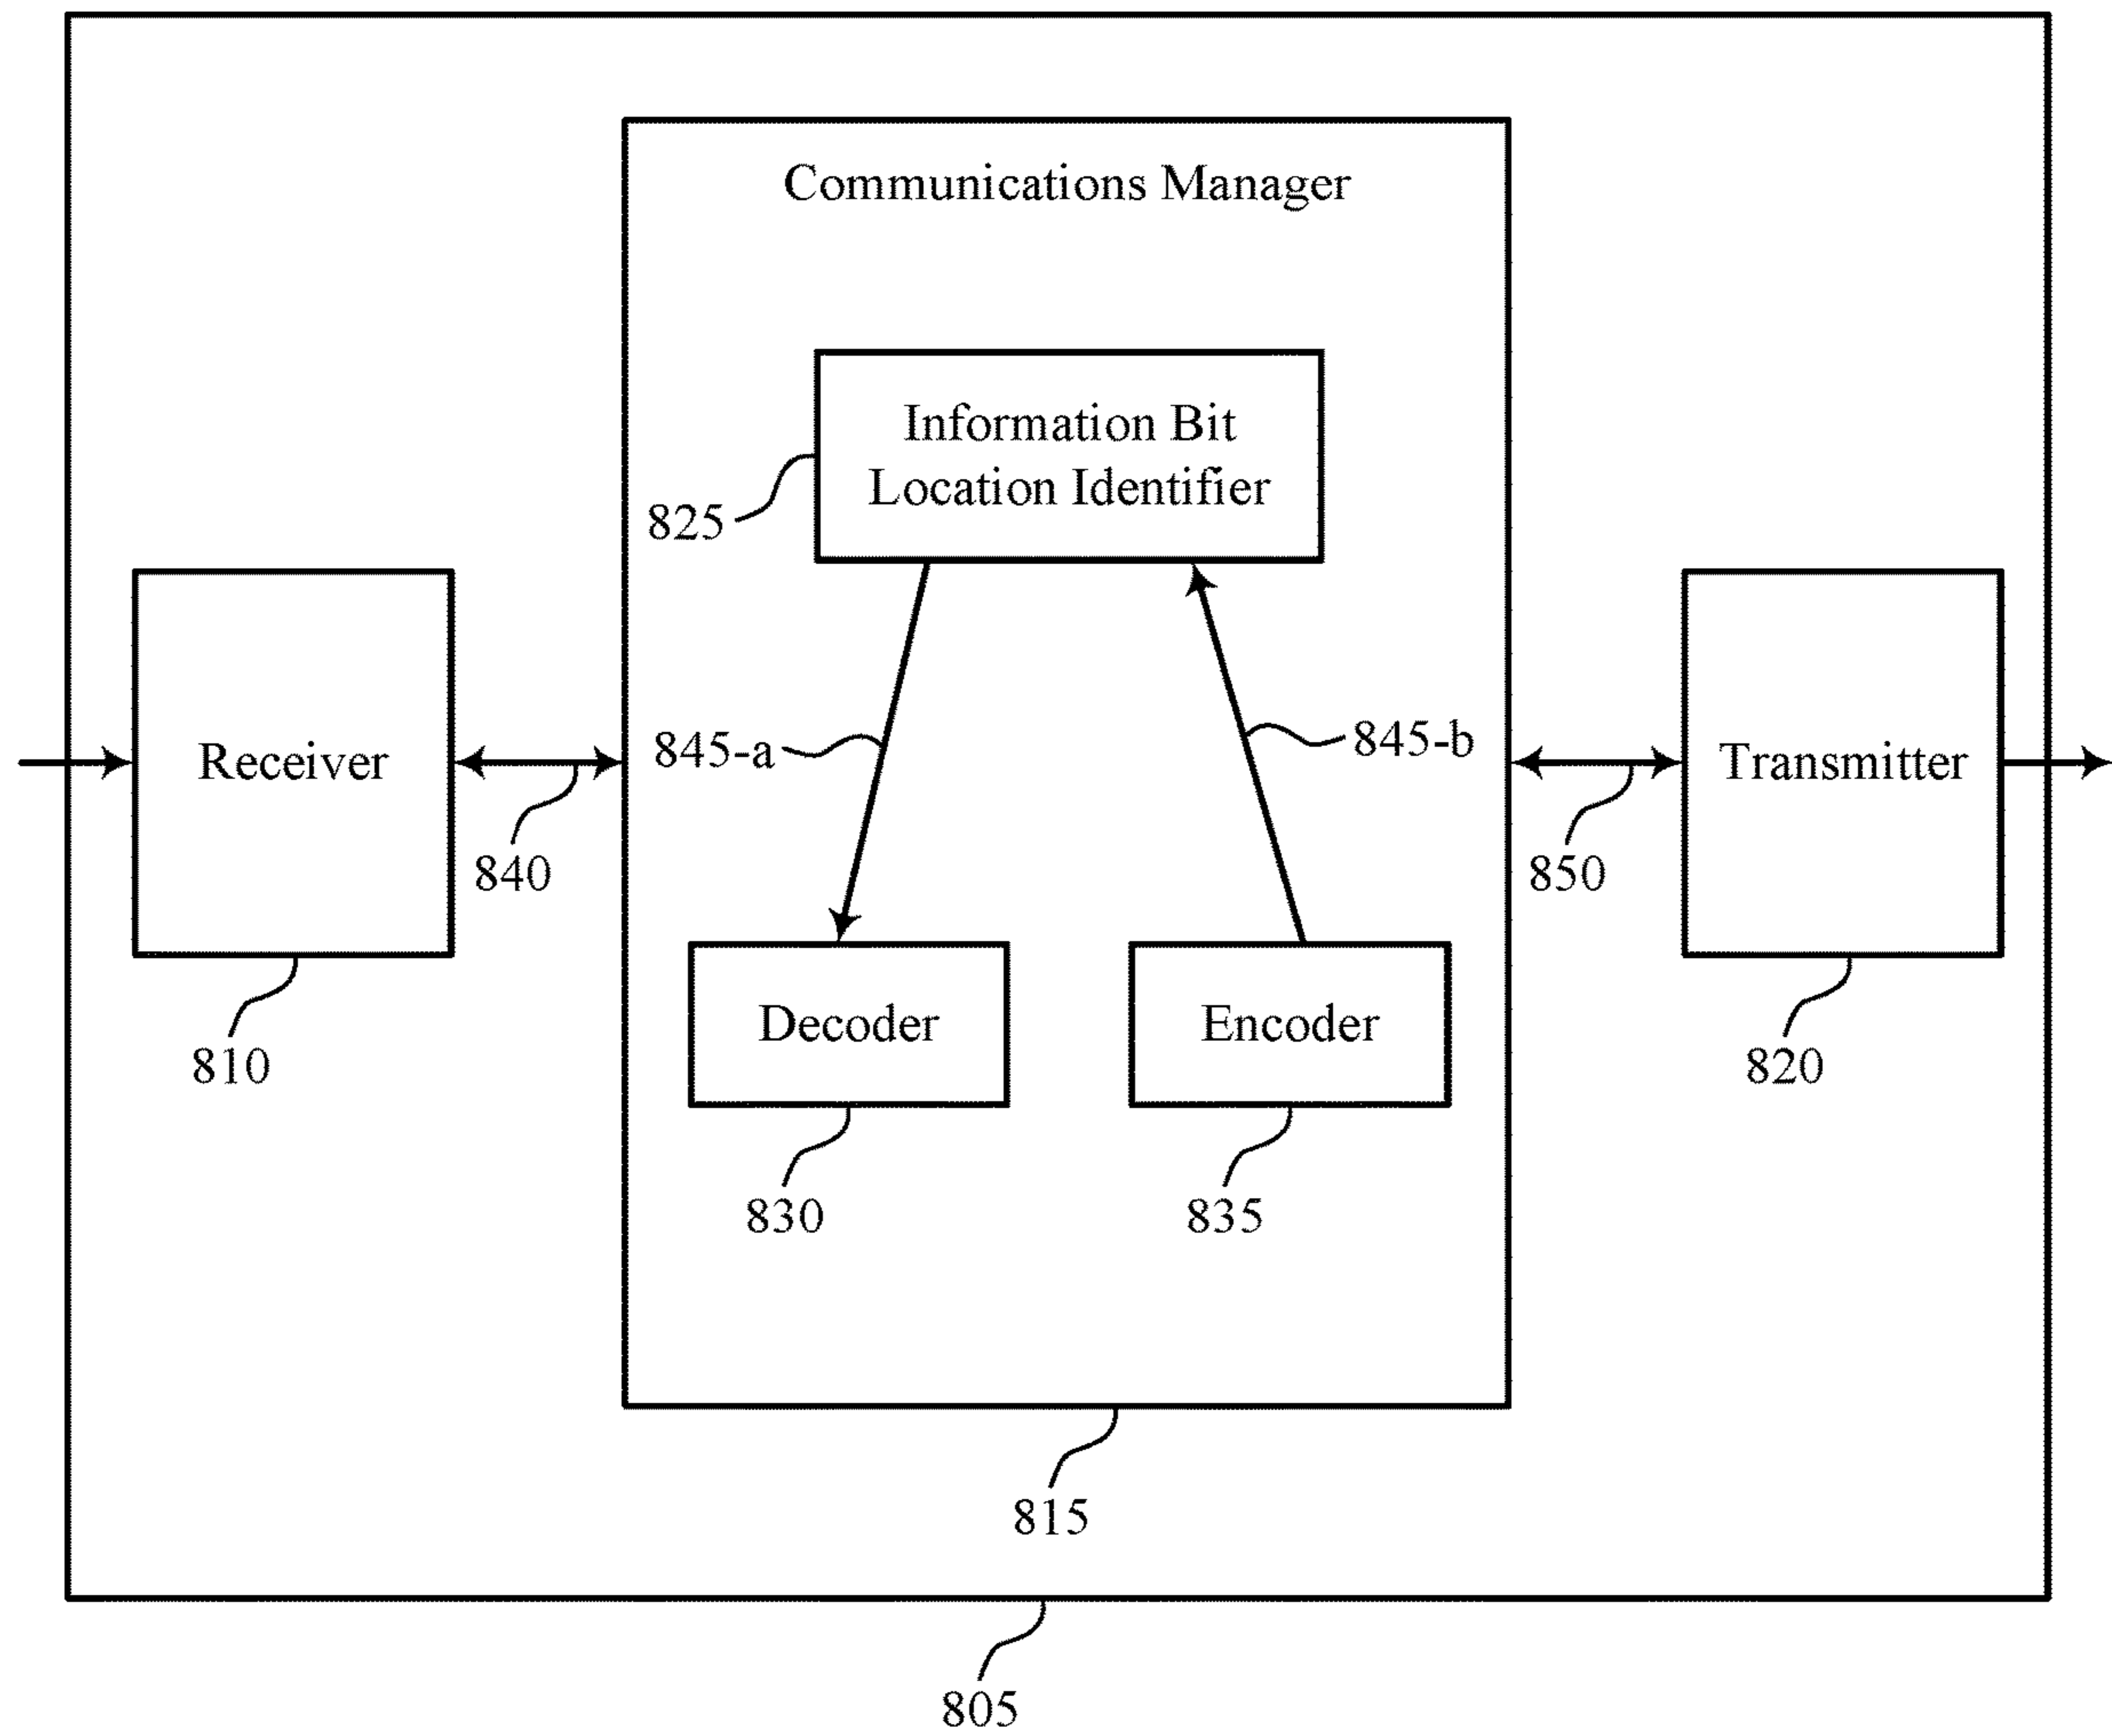 Communications Manager
Information Bit
Location Identifier
825
845-a
845-b
Receiver
Transmitter
840
850
Decoder
Encoder
810
820
830
835
815
805